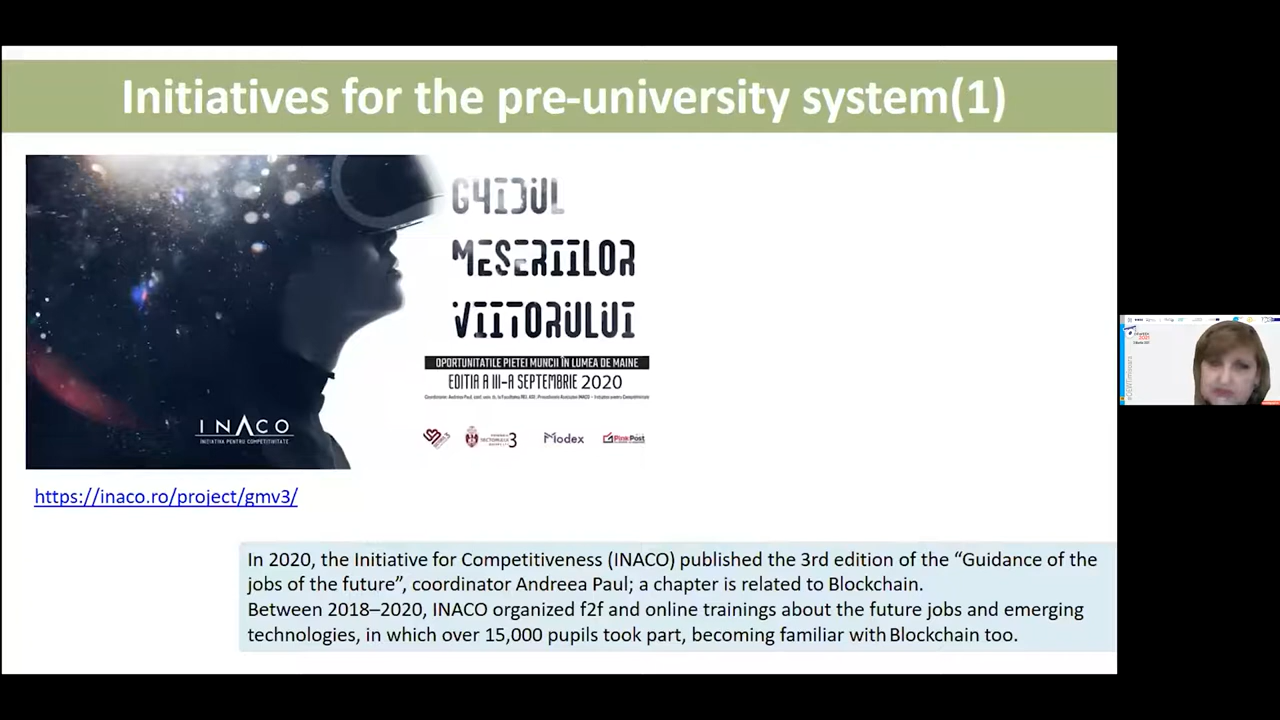 Initiatives for the pre-university system(1)
GHIDUL
MESERIILOR
VIITORULUI
OPORTUNITATILE PIETEI MUNCII ÎN LUMEA DE MAINE
EDITIA A III-A SEPTEMBRIE 2020
INACO
INITIATIVA PENTRU COMPETITIVITATE
3
Modex
PinkPost
https://inaco.ro/project/gmv3/
In 2020, the Initiative for Competitiveness (INACO) published the 3rd edition of the “Guidance of the
jobs of the future”, coordinator Andreea Paul; a chapter is related to Blockchain.
Between 2018–2020, INACO organized f2f and online trainings about the future jobs and emerging
technologies, in which over 15,000 pupils took part, becoming familiar with Blockchain too.